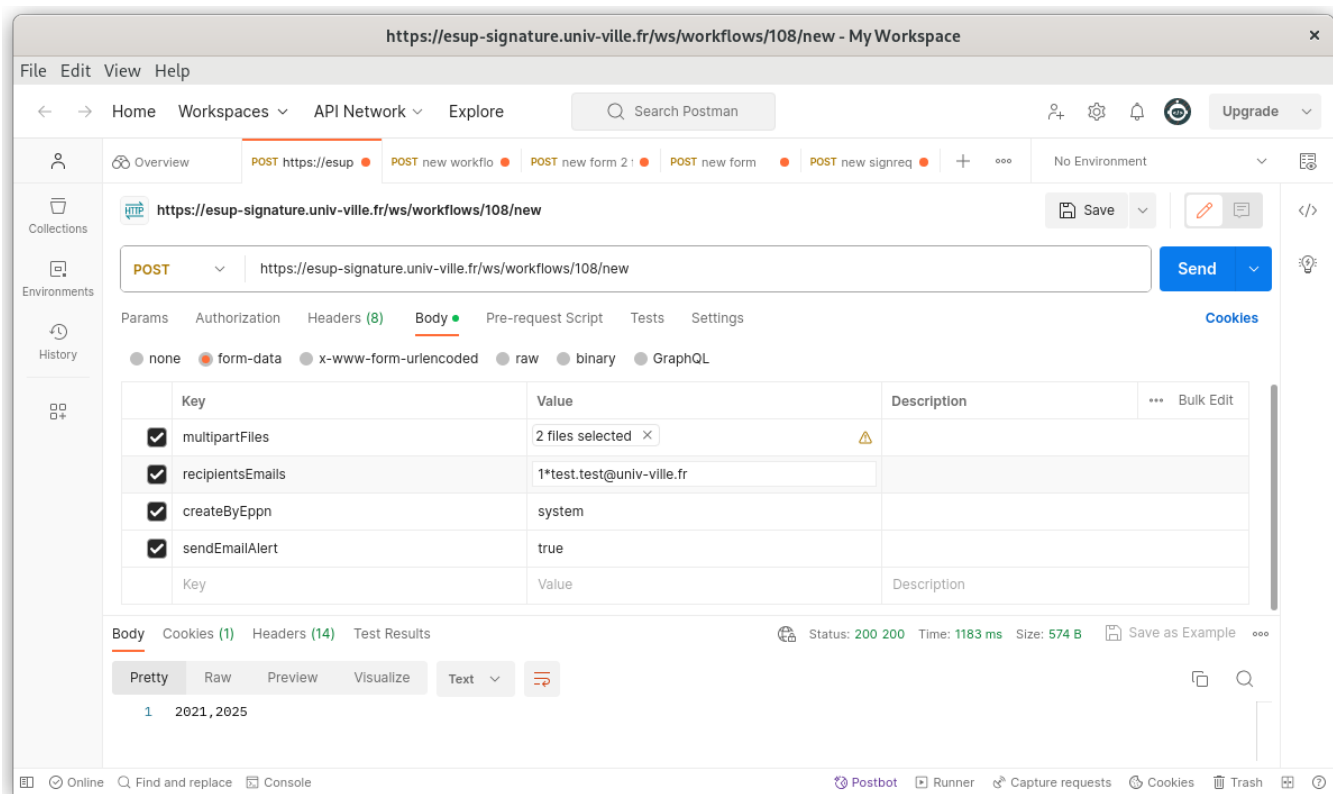 https://esup-signature.univ-ville.fr/ws/workflows/108/new - My Workspace
File Edit View Help
Home Workspaces API Network Explore Search Postman Upgrade
Overview POST https://esup POST new workflo POST new form 2 POST new form POST new signreq No Environment
HTTP https://esup-signature.univ-ville.fr/ws/workflows/108/new Save
Collections
POST https://esup-signature.univ-ville.fr/ws/workflows/108/new Send
Environments
Params Authorization Headers (8) Body Pre-request Script Tests Settings Cookies
History
none form-data x-www-form-urlencoded raw binary GraphQL
Key Value Description Bulk Edit
multipartFiles 2 files selected
recipientsEmails 1*test.test@univ-ville.fr
createByEppn system
sendEmailAlert true
Key Value Description
Body Cookies (1) Headers (14) Test Results Status: 200 200 Time: 1183 ms Size: 574 B Save as Example
Pretty Raw Preview Visualize Text
1 2021,2025
Online Find and replace Console Postbot Runner Capture requests Cookies Trash